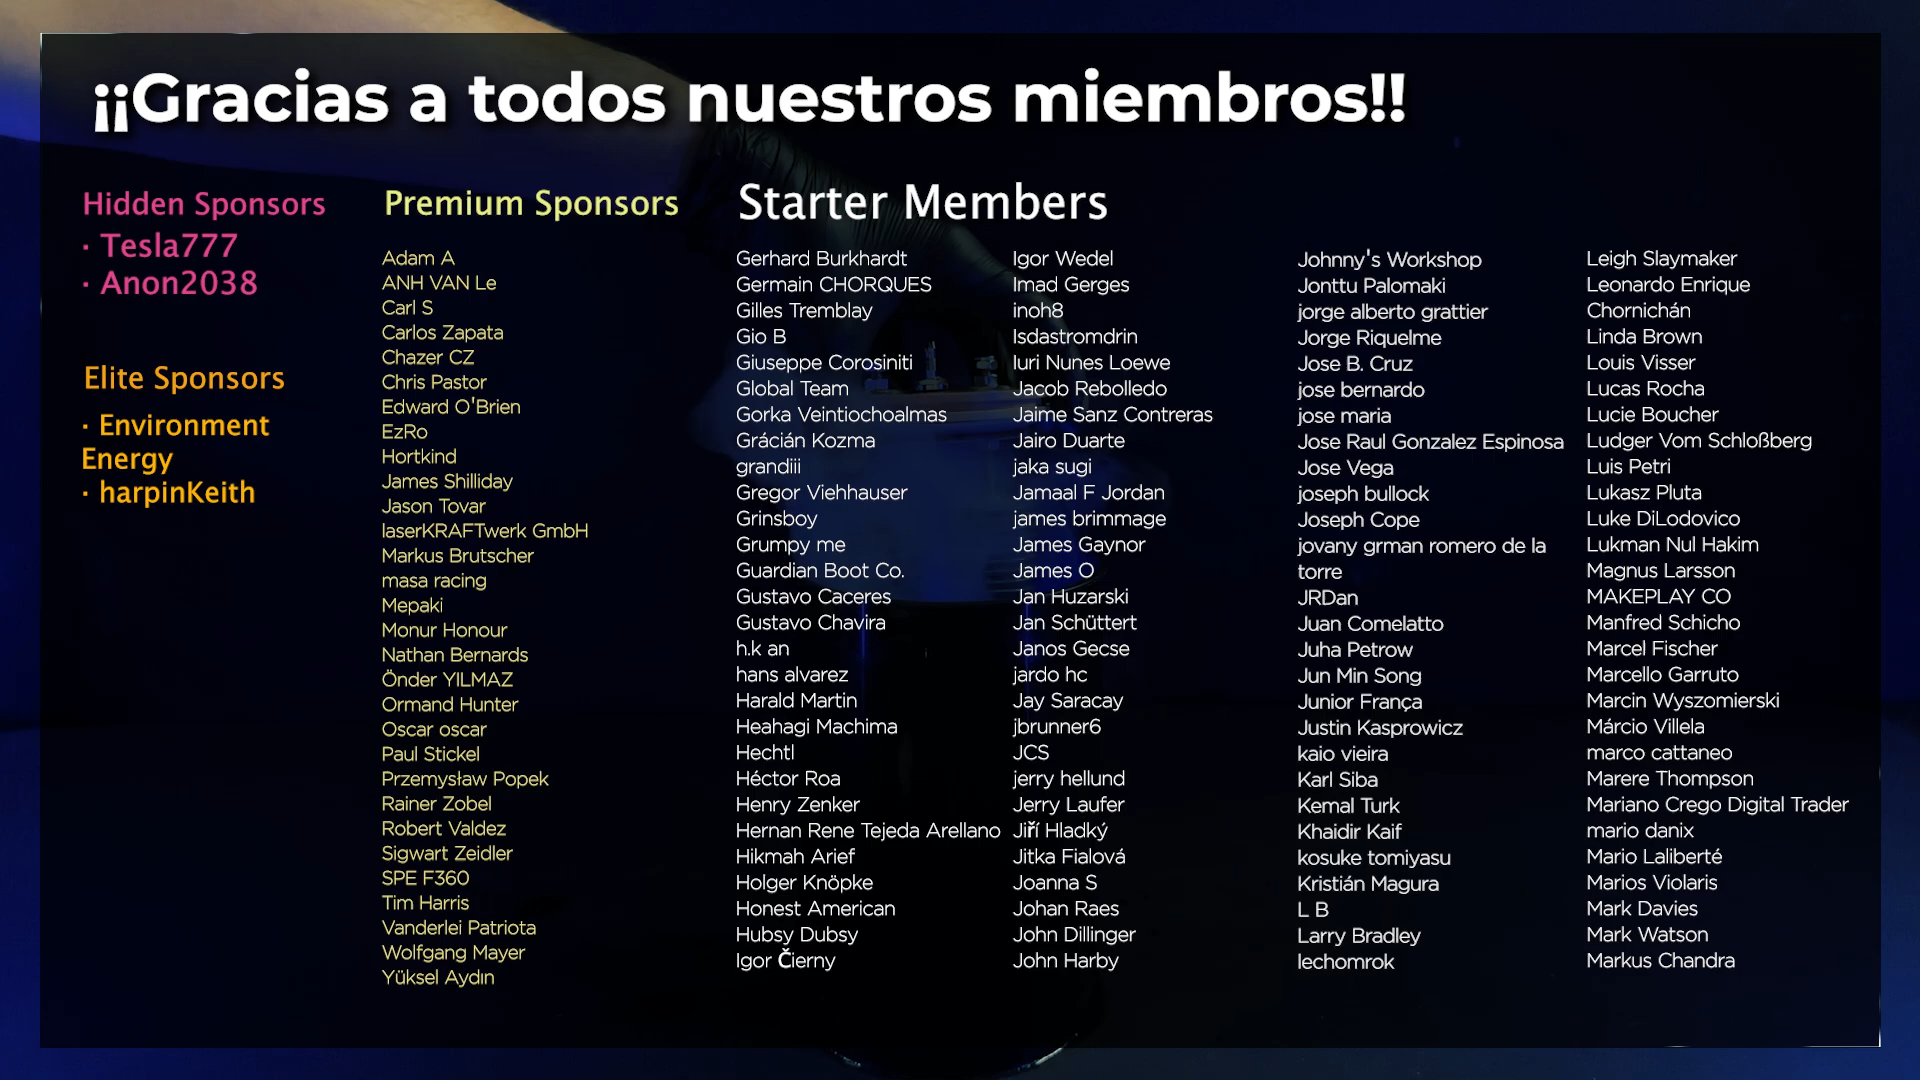 ¡¡Gracias a todos nuestros miembros!!
Hidden Sponsors
· Tesla777
· Anon2038
Elite Sponsors
· Environment
Energy
· harpinKeith
Premium Sponsors
Adam A
ANH VAN Le
Carl S
Carlos Zapata
Chazer CZ
Chris Pastor
Edward O'Brien
EzRo
Hortkind
James Shilliday
Jason Tovar
laserKRAFTwerk GmbH
Markus Brutscher
masa racing
Mepaki
Monur Honour
Nathan Bernards
Önder YILMAZ
Ormand Hunter
Oscar oscar
Paul Stickel
Przemysław Popek
Rainer Zobel
Robert Valdez
Sigwart Zeidler
SPE F360
Tim Harris
Vanderlei Patriota
Wolfgang Mayer
Yüksel Aydın
Starter Members
Gerhard Burkhardt
Germain CHORQUES
Gilles Tremblay
Gio B
Giuseppe Corosiniti
Global Team
Gorka Veintiochoalmas
Grácián Kozma
grandiii
Gregor Viehhauser
Grinsboy
Grumpy me
Guardian Boot Co.
Gustavo Caceres
Gustavo Chavira
h.k an
hans alvarez
Harald Martin
Heahagi Machima
Hechtl
Héctor Roa
Henry Zenker
Hernan Rene Tejeda Arellano
Hikmah Arief
Holger Knöpke
Honest American
Hubsy Dubsy
Igor Čierny
Igor Wedel
Imad Gerges
inoh8
Isdastromdrin
Iuri Nunes Loewe
Jacob Rebolledo
Jaime Sanz Contreras
Jairo Duarte
jaka sugi
Jamaal F Jordan
james brimmage
James Gaynor
James O
Jan Huzarski
Jan Schüttert
Janos Gecse
jardo hc
Jay Saracay
jbrunner6
JCS
jerry hellund
Jerry Laufer
Jiří Hladký
Jitka Fialová
Joanna S
Johan Raes
John Dillinger
John Harby
Johnny's Workshop
Jonttu Palomaki
jorge alberto grattier
Jorge Riquelme
Jose B. Cruz
jose bernardo
jose maria
Jose Raul Gonzalez Espinosa
Jose Vega
joseph bullock
Joseph Cope
jovany grman romero de la
torre
JRDan
Juan Comelatto
Juha Petrow
Jun Min Song
Junior França
Justin Kasprowicz
kaio vieira
Karl Siba
Kemal Turk
Khaidir Kaif
kosuke tomiyasu
Kristián Magura
L B
Larry Bradley
lechomrok
Leigh Slaymaker
Leonardo Enrique
Chornichán
Linda Brown
Louis Visser
Lucas Rocha
Lucie Boucher
Ludger Vom Schloßberg
Luis Petri
Lukasz Pluta
Luke DiLodovico
Lukman Nul Hakim
Magnus Larsson
MAKEPLAY CO
Manfred Schicho
Marcel Fischer
Marcello Garruto
Marcin Wyszomierski
Márcio Villela
marco cattaneo
Marere Thompson
Mariano Crego Digital Trader
mario danix
Mario Laliberté
Marios Violaris
Mark Davies
Mark Watson
Markus Chandra